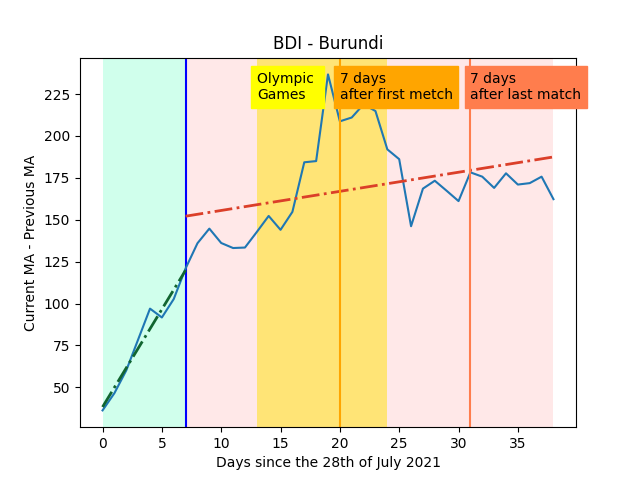 BDI - Burundi
Olympic
Games
7 days
after first metch
7 days
after last match
Current MA - Previous MA
225
200
175
150
125
100
75
50
0 5 10 15 20 25 30 35
Days since the 28th of July 2021